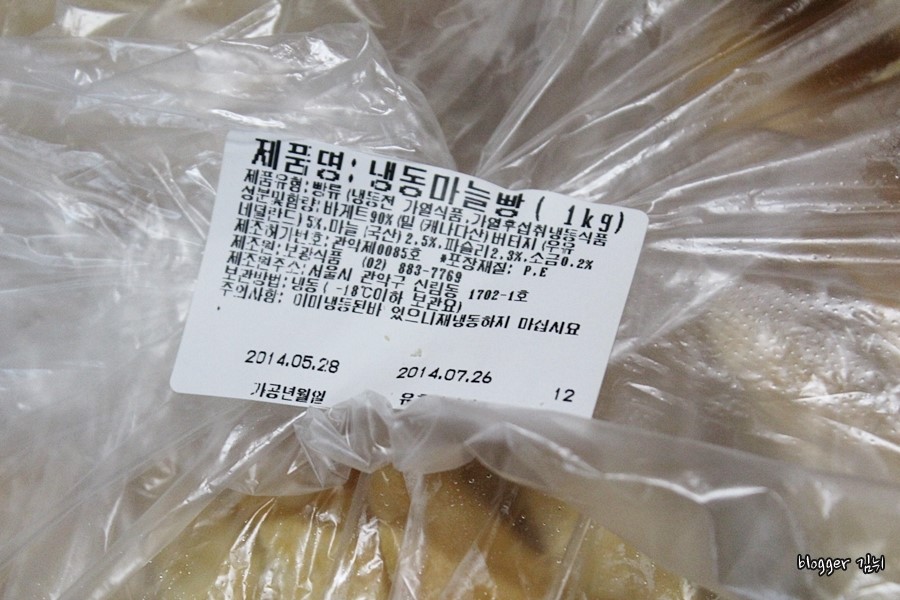 제품명: 냉동마늘빵( 1kg)
제품유형:빵류(냉동전 가열식품,가열후섭취냉동식품
성분및함량:바게트90%(밀(캐나다산)버터지(우유
네덜란드)5%,마늘(국산)2.5%,파슬리2.3%,소금0.2%
제조허가번호:관악제0085호 *포장재질: P.E
제조원:보광식품 (02) 883-7769
제조원주소:서울시 관악구 신림동 1702-1호
보관방법:냉동( -18℃이하 보관요)
주의사항: 이미냉동된바 있으니재냉동하지 마십시요
2014.05.28 2014.07.26 12
가공년월일
blogger 김뉘